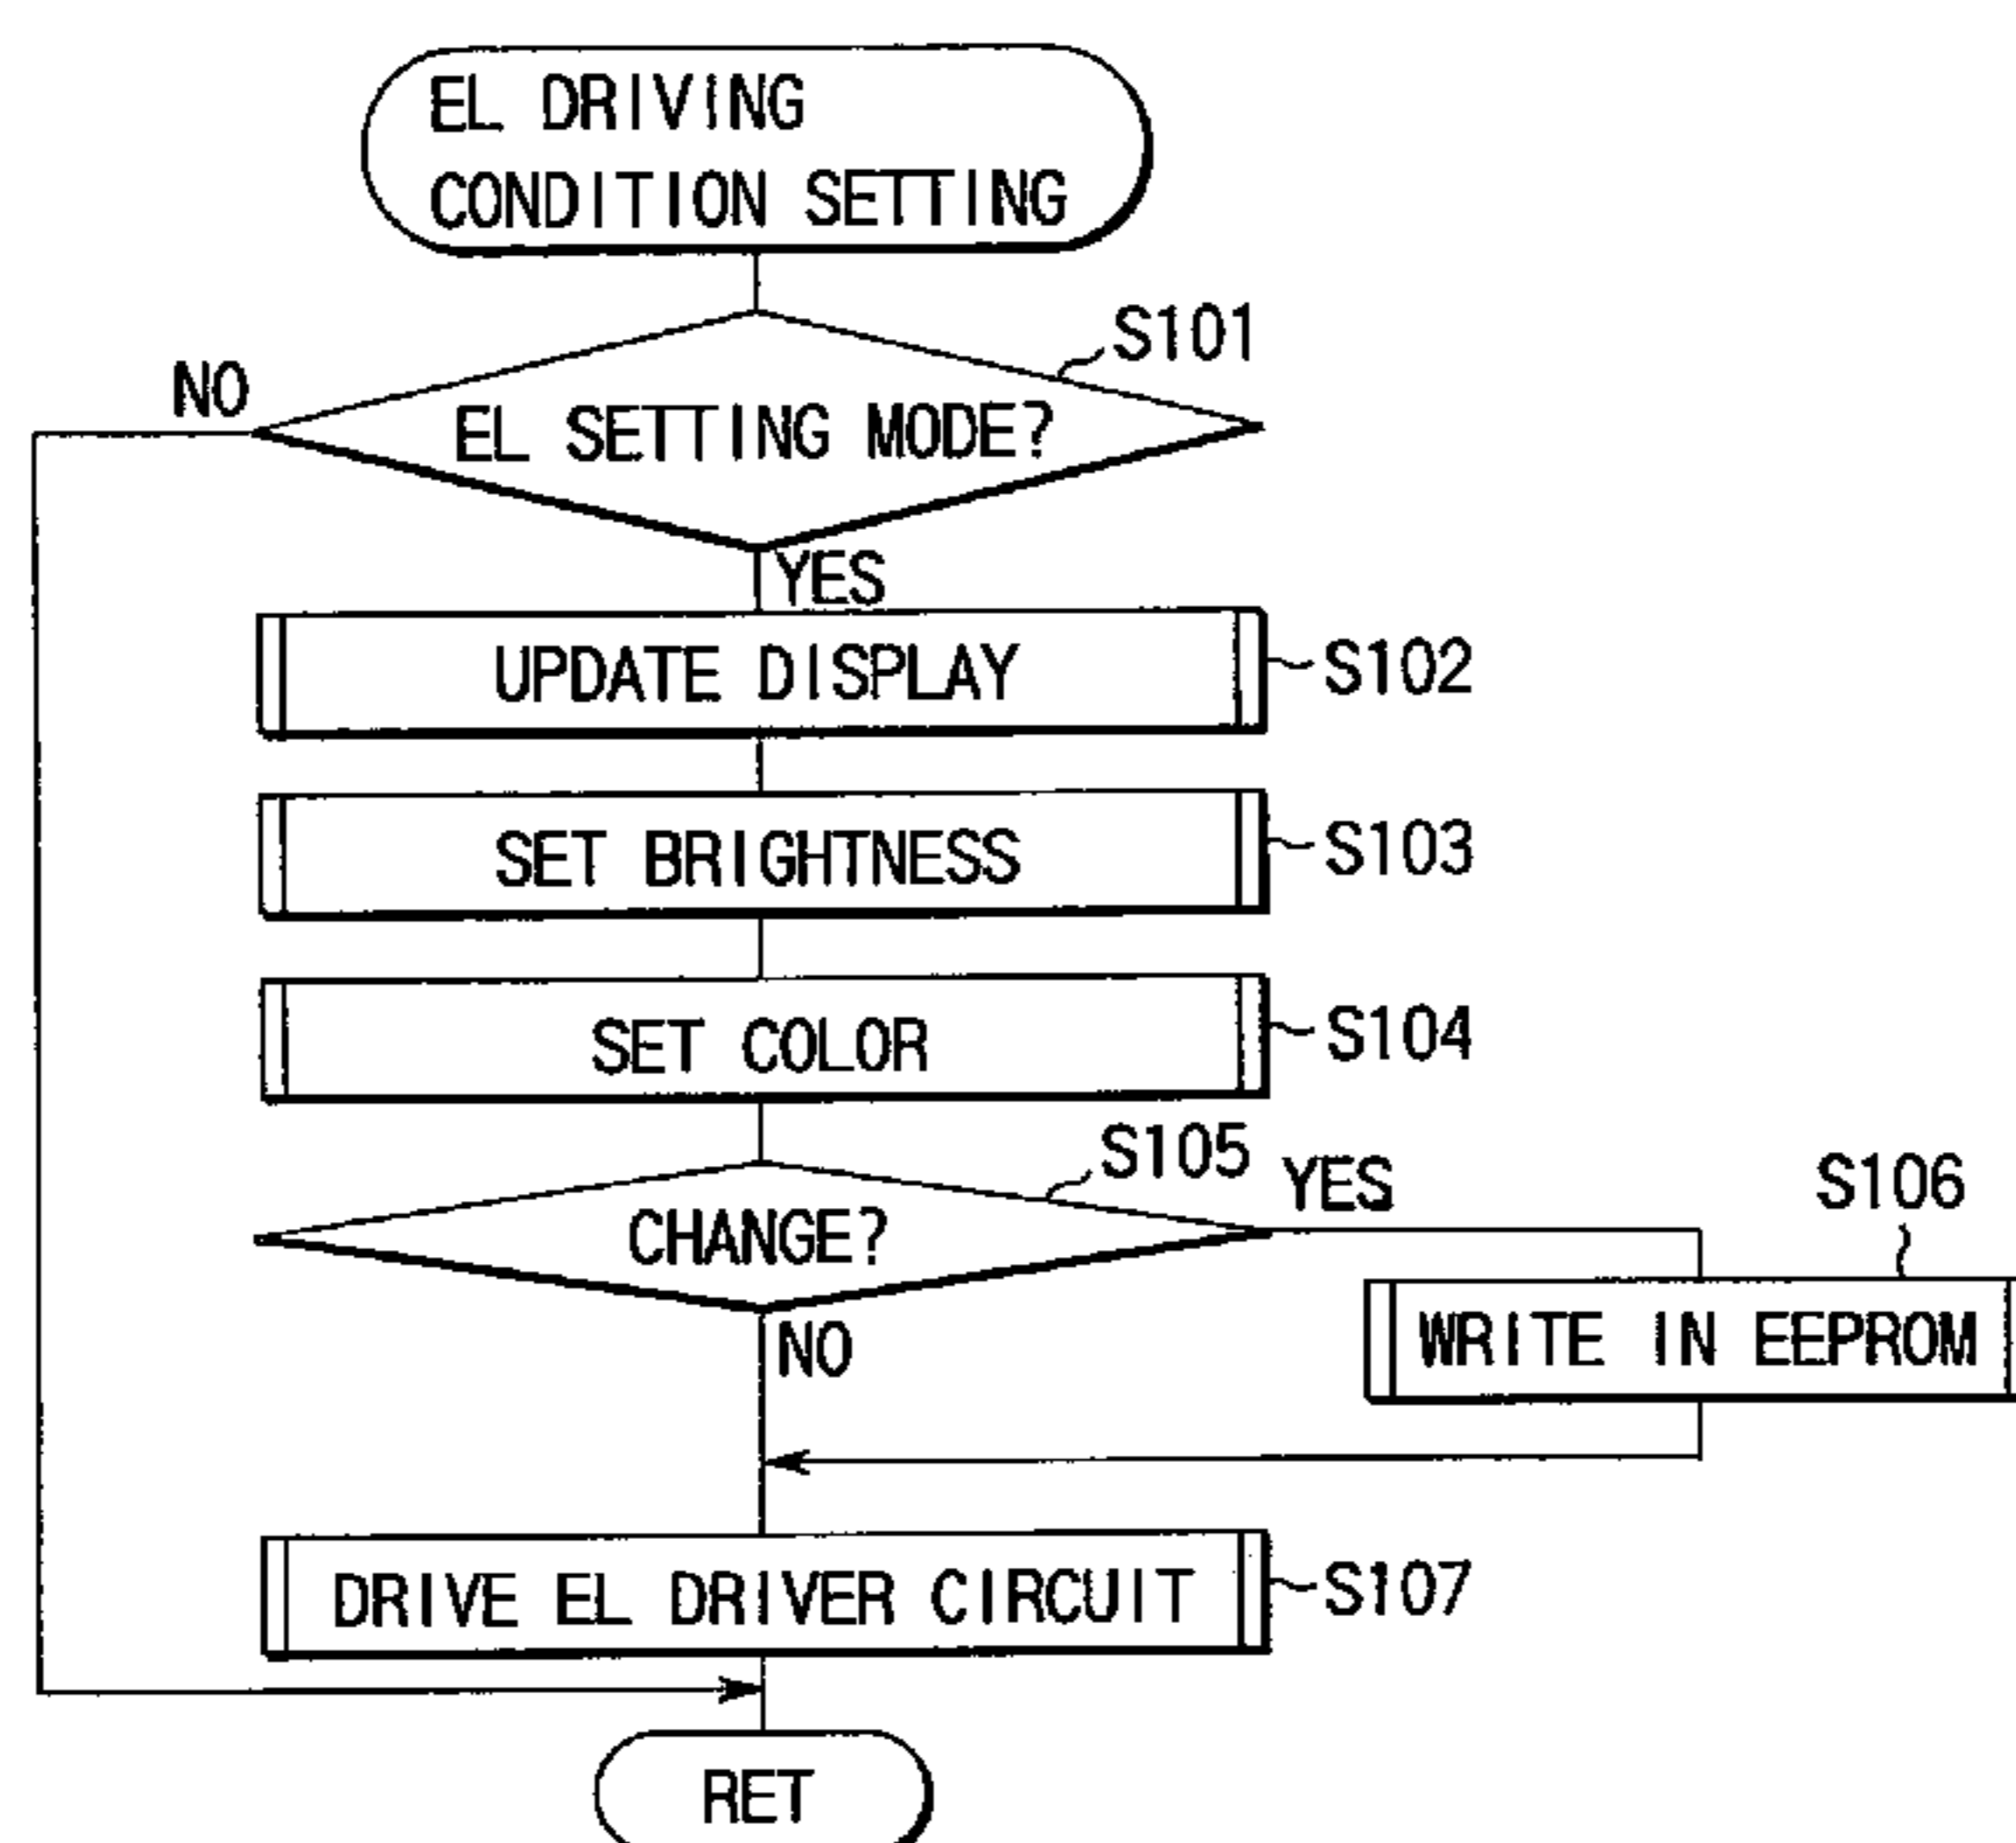 EL DRIVING
CONDITION SETTING
S101
NO
EL SETTING MODE?
YES
UPDATE DISPLAY
S102
SET BRIGHTNESS
S103
SET COLOR
S104
S105
YES
S106
CHANGE?
WRITE IN EEPROM
NO
DRIVE EL DRIVER CIRCUIT
S107
RET